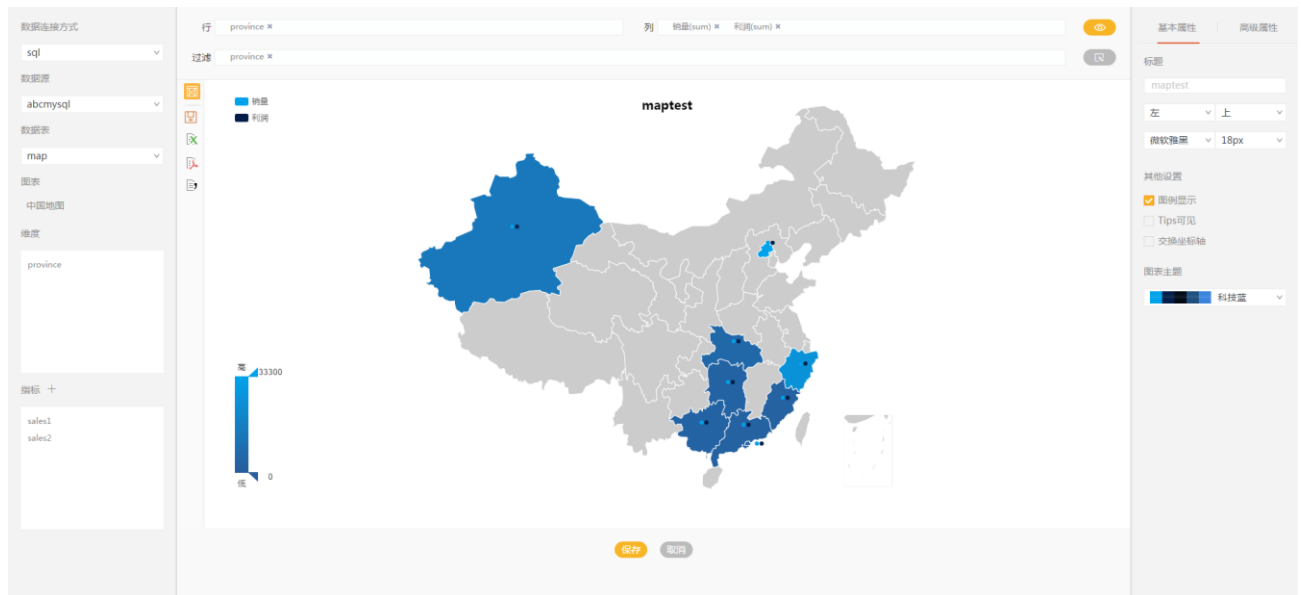 数据连接方式
sql
数据源
abcmysql
数据表
map
图表
中国地图
维度
province
指标 +
sales1
sales2
行 province ×
列 销量(sum) × 利润(sum) ×
过滤 province ×
销量
利润
maptest
高
33300
0
低
保存 取消
基本属性 高级属性
标题
maptest
左 上
微软雅黑 18px
其他设置
图例显示
Tips可见
交换坐标轴
图表主题
科技蓝